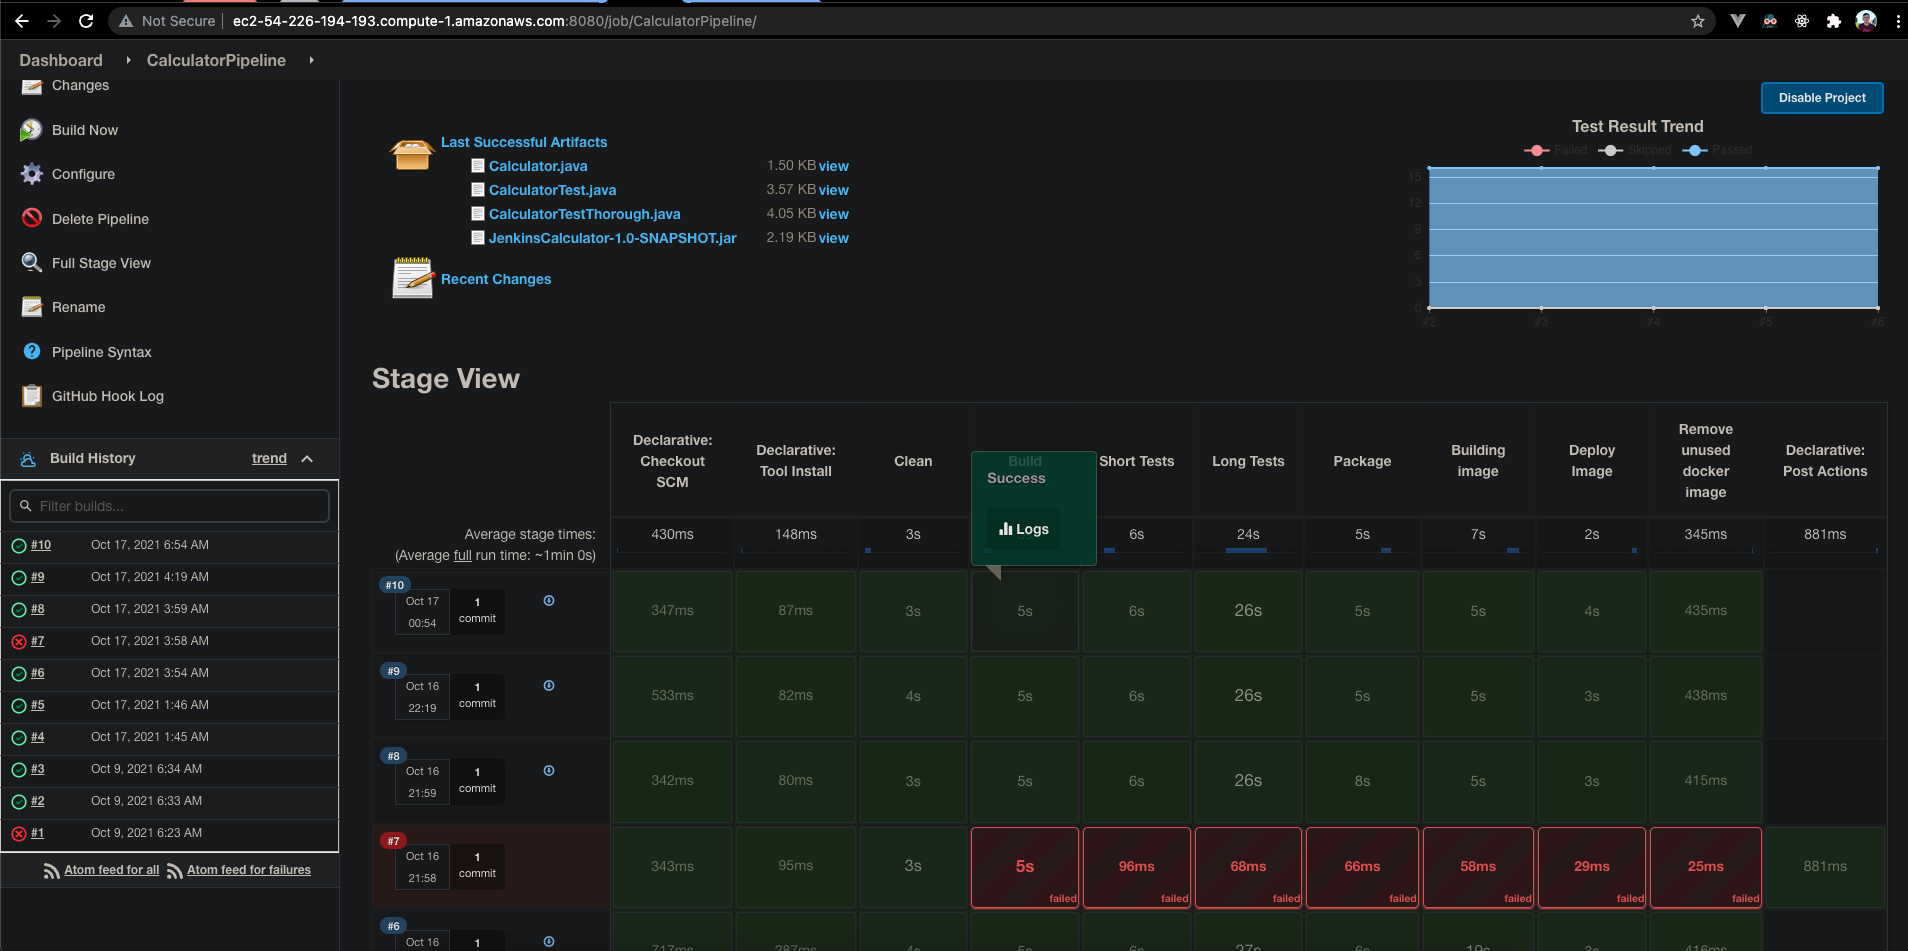 Not Secure | ec2-54-226-194-193.compute-1.amazonaws.com:8080/job/CalculatorPipeline/
Dashboard CalculatorPipeline
Changes
Build Now
Configure
Delete Pipeline
Full Stage View
Rename
Pipeline Syntax
GitHub Hook Log
Build History trend
Filter builds...
#10 Oct 17, 2021 6:54 AM
#9 Oct 17, 2021 4:19 AM
#8 Oct 17, 2021 3:59 AM
#7 Oct 17, 2021 3:58 AM
#6 Oct 17, 2021 3:54 AM
#5 Oct 17, 2021 1:46 AM
#4 Oct 17, 2021 1:45 AM
#3 Oct 9, 2021 6:34 AM
#2 Oct 9, 2021 6:33 AM
#1 Oct 9, 2021 6:23 AM
Atom feed for all Atom feed for failures
Disable Project
Last Successful Artifacts
Calculator.java 1.50 KB view
CalculatorTest.java 3.57 KB view
CalculatorTestThorough.java 4.05 KB view
JenkinsCalculator-1.0-SNAPSHOT.jar 2.19 KB view
Recent Changes
Test Result Trend
Failed Skipped Passed
15
12
9
6
3
0
#2 #3 #4 #5 #6
Stage View
Declarative: Checkout SCM
Declarative: Tool Install
Clean
Build
Short Tests
Long Tests
Package
Building image
Deploy Image
Remove unused docker image
Declarative: Post Actions
Success
Logs
Average stage times:
(Average full run time: ~1min 0s)
430ms 148ms 3s 6s 24s 5s 7s 2s 345ms 881ms
#10
Oct 17 00:54 1 commit
347ms 87ms 3s 5s 6s 26s 5s 5s 4s 435ms
#9
Oct 16 22:19 1 commit
533ms 82ms 4s 5s 6s 26s 5s 5s 3s 438ms
#8
Oct 16 21:59 1 commit
342ms 80ms 3s 5s 6s 26s 8s 5s 3s 415ms
#7
Oct 16 21:58 1 commit
343ms 95ms 3s 5s 96ms 68ms 66ms 58ms 29ms 25ms 881ms
failed failed failed failed failed failed failed
#6
Oct 16 1
717ms 287ms 4s 5s 6s 27s 6s 19s 3s 416ms